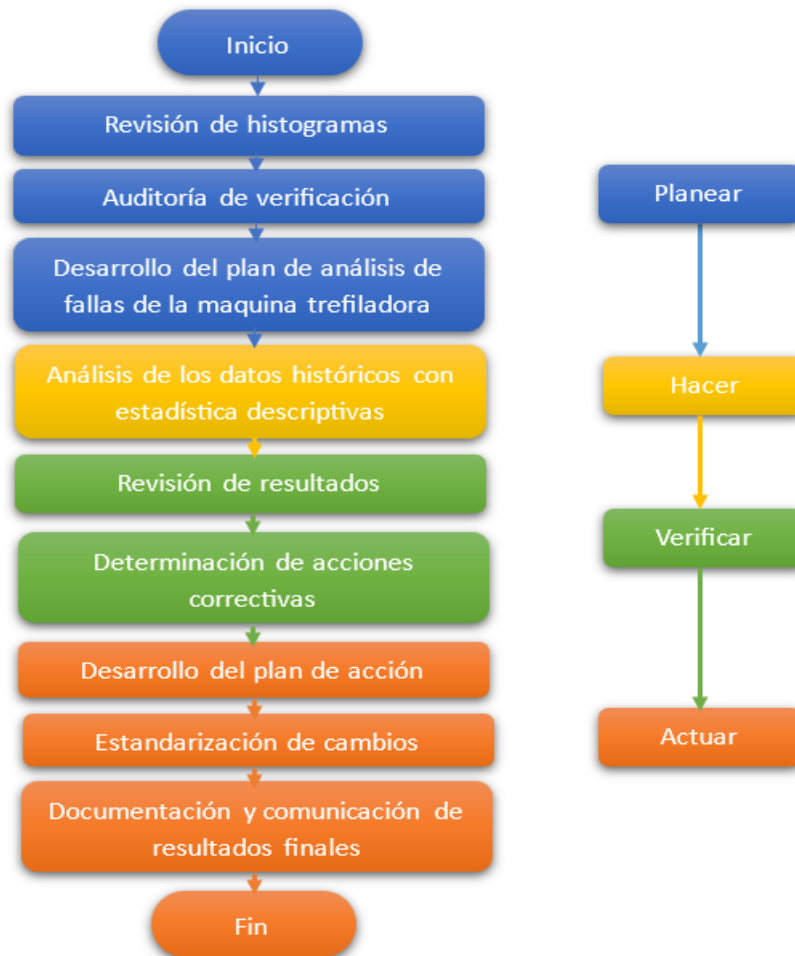 Inicio
Revisión de histogramas
Auditoría de verificación
Desarrollo del plan de análisis de
fallas de la maquina trefiladora
Análisis de los datos históricos con
estadística descriptivas
Revisión de resultados
Determinación de acciones
correctivas
Desarrollo del plan de acción
Estandarización de cambios
Documentación y comunicación de
resultados finales
Fin
Planear
Hacer
Verificar
Actuar